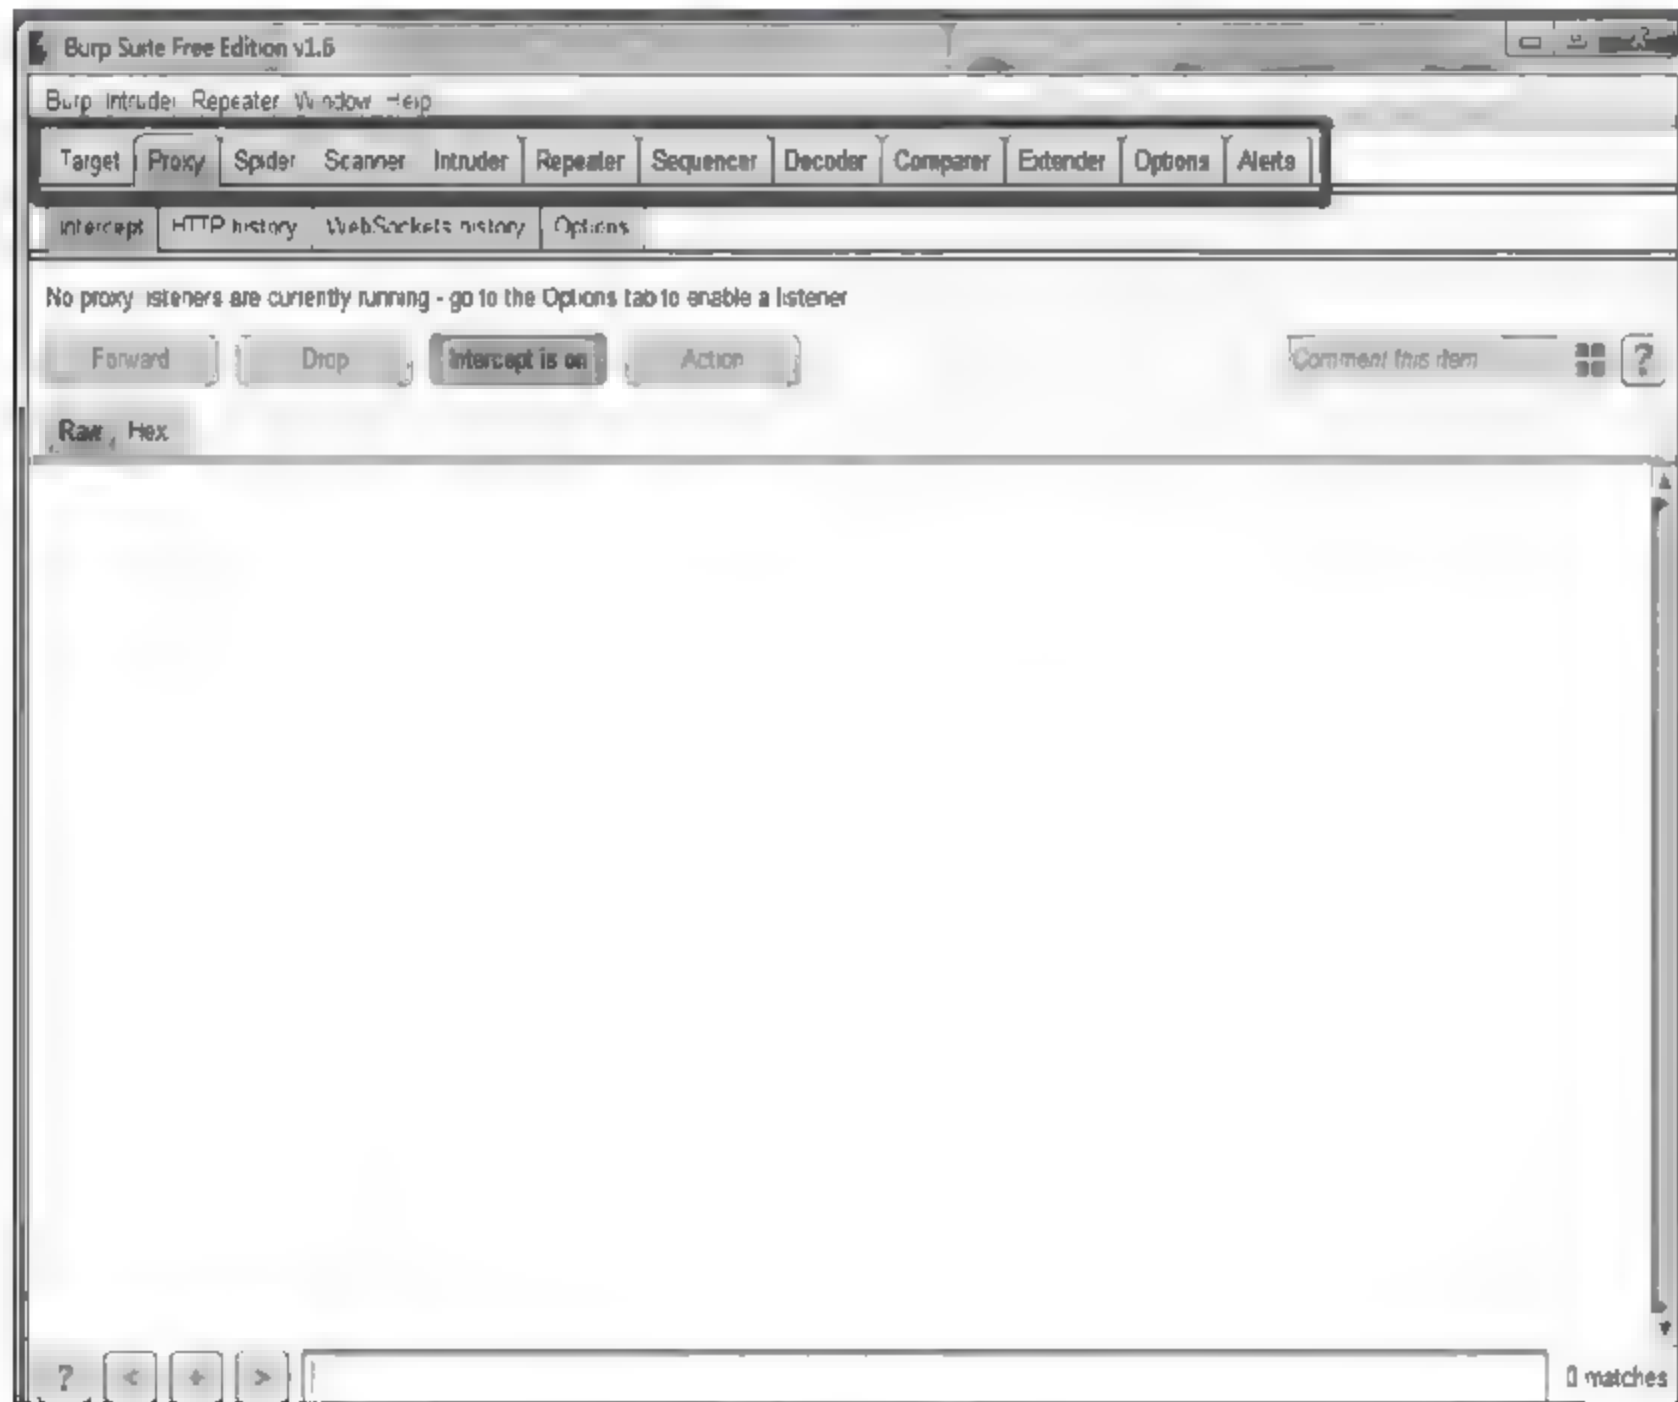 Burp Suite Free Edition v1.6
Burp Intruder Repeater Window Help
Target Proxy Spider Scanner Intruder Repeater Sequencer Decoder Comparer Extender Options Alerts
Intercept HTTP history WebSockets history Options
No proxy listeners are currently running - go to the Options tab to enable a listener
Forward Drop Intercept is on Action Comment this item ?
Raw Hex
? < + > 0 matches